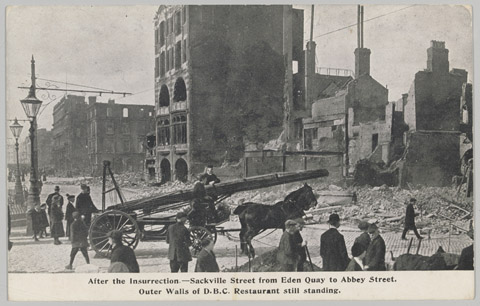 After the Insurrection.—Sackville Street from Eden Quay to Abbey Street.
Outer Walls of D.B.C. Restaurant still standing.